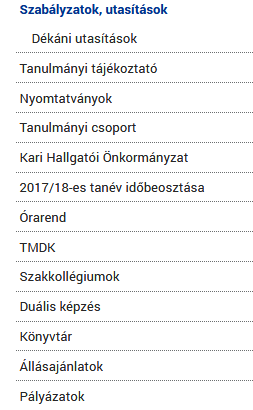 Szabályzatok, utasítások
Dékáni utasítások
Tanulmányi tájékoztató
Nyomtatványok
Tanulmányi csoport
Kari Hallgatói Önkormányzat
2017/18-es tanév időbeosztása
Órarend
TMDK
Szakkollégiumok
Duális képzés
Könyvtár
Állásajánlatok
Pályázatok